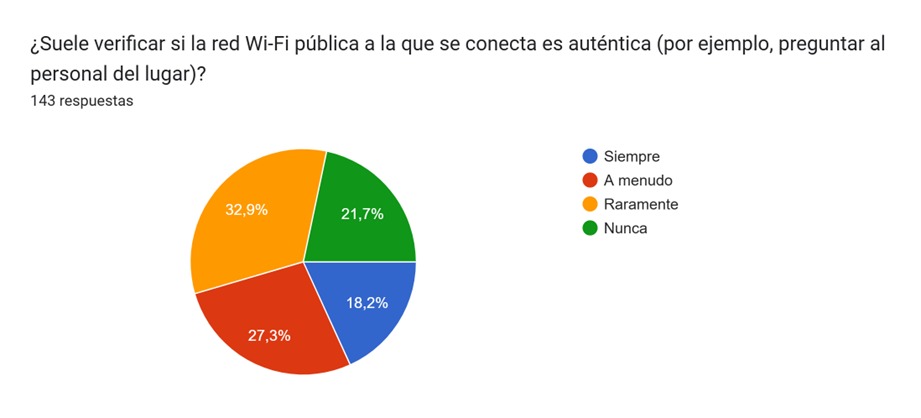 ¿Suele verificar si la red Wi-Fi pública a la que se conecta es auténtica (por ejemplo, preguntar al
personal del lugar)?
143 respuestas
Siempre
A menudo
Raramente
Nunca
32,9%
21,7%
18,2%
27,3%